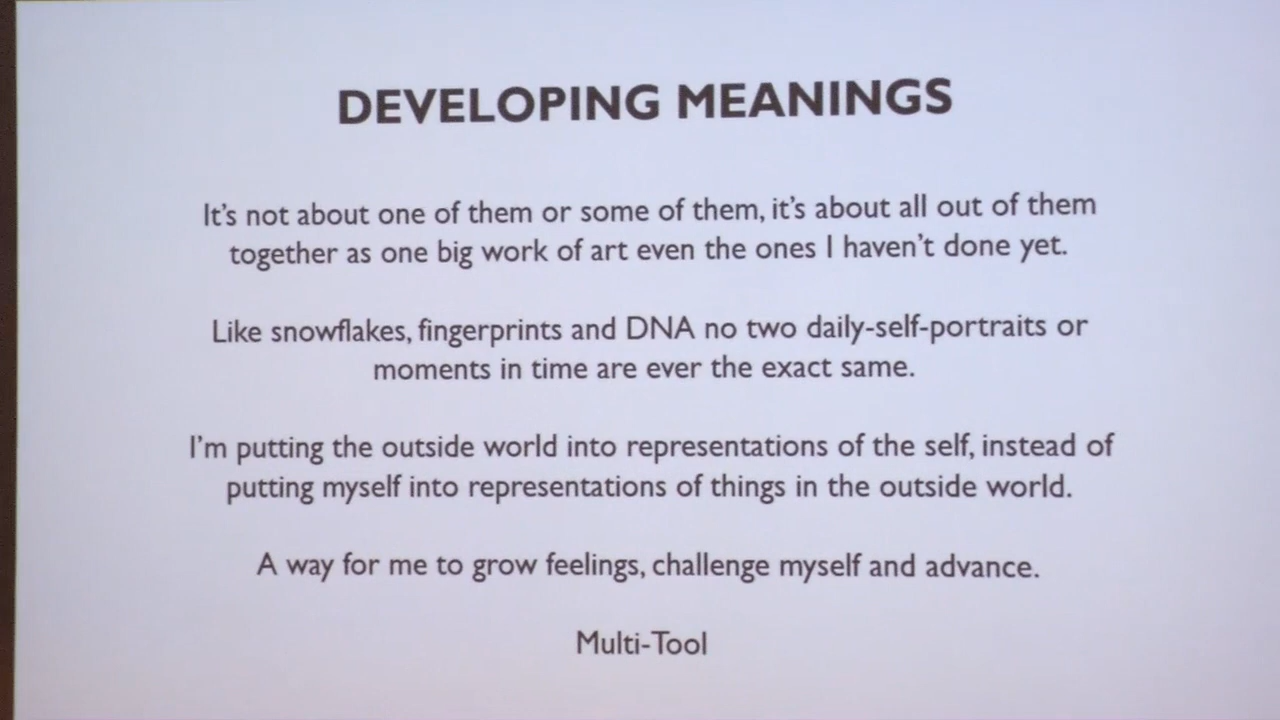 DEVELOPING MEANINGS
It's not about one of them or some of them, it's about all out of them
together as one big work of art even the ones I haven't done yet.
Like snowflakes, fingerprints and DNA no two daily-self-portraits or
moments in time are ever the exact same.
I'm putting the outside world into representations of the self, instead of
putting myself into representations of things in the outside world.
A way for me to grow feelings, challenge myself and advance.
Multi-Tool